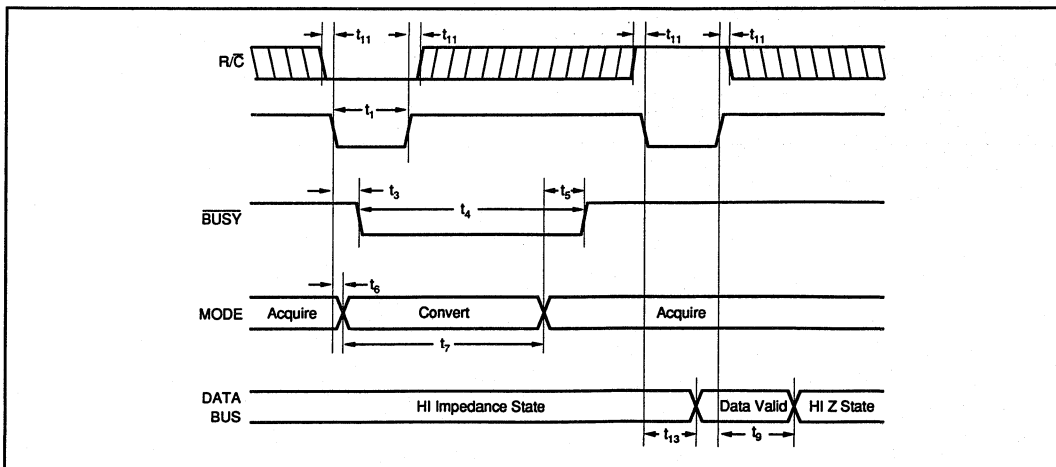 t₁₁ t₁₁ t₁₁ t₁₁
R/C̅
t₁
t₃ t₅
B̅U̅S̅Y̅ t₄
t₆
MODE Acquire Convert Acquire
t₇
DATA BUS HI Impedance State Data Valid HI Z State
t₁₃ t₉